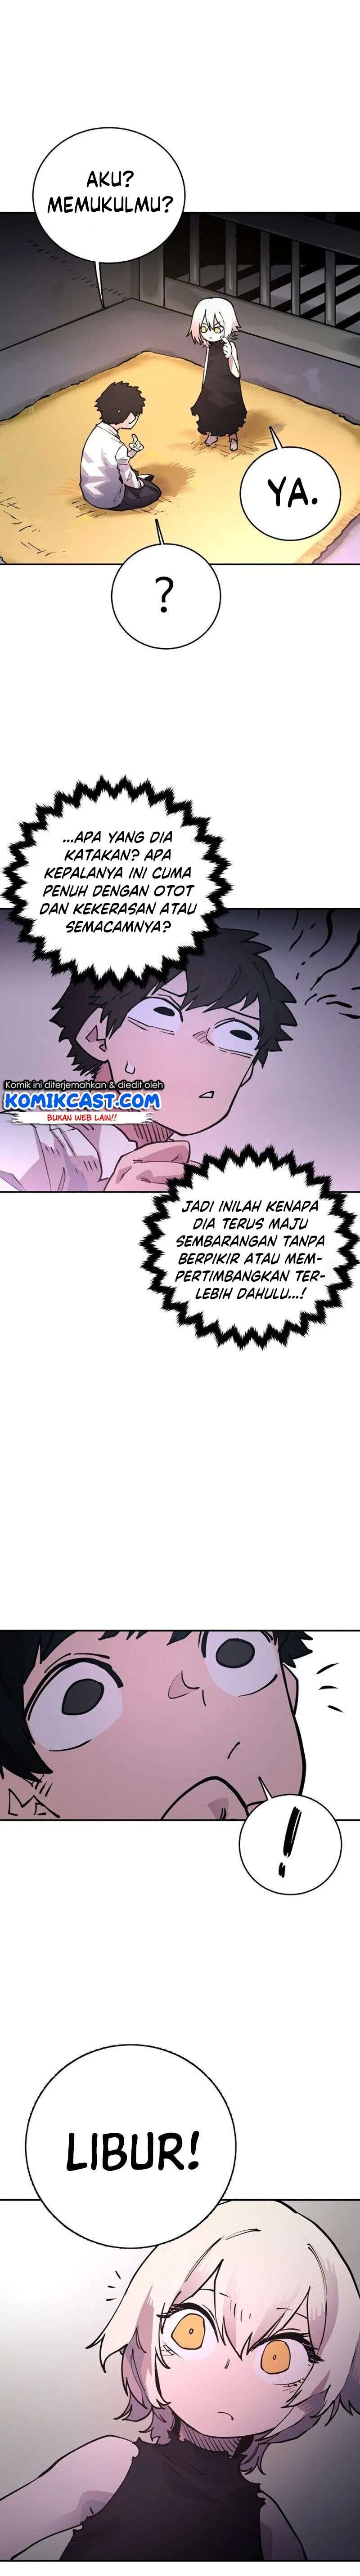 AKU?
MEMUKULMU?
YA.
?
...APA YANG DIA
KATAKAN? APA
KEPALANYA INI CUMA
PENUH DENGAN OTOT
DAN KEKERASAN ATAU
SEMACAMNYA?
Komik ini diterjemahkan & diedit oleh
KOMIKCAST.COM
BUKAN WEB LAIN!!
JADI INILAH KENAPA
DIA TERUS MAJU
SEMBARANGAN TANPA
BERPIKIR ATAU MEM-
PERTIMBANGKAN TER-
LEBIH DAHULU...!
!
LIBUR!